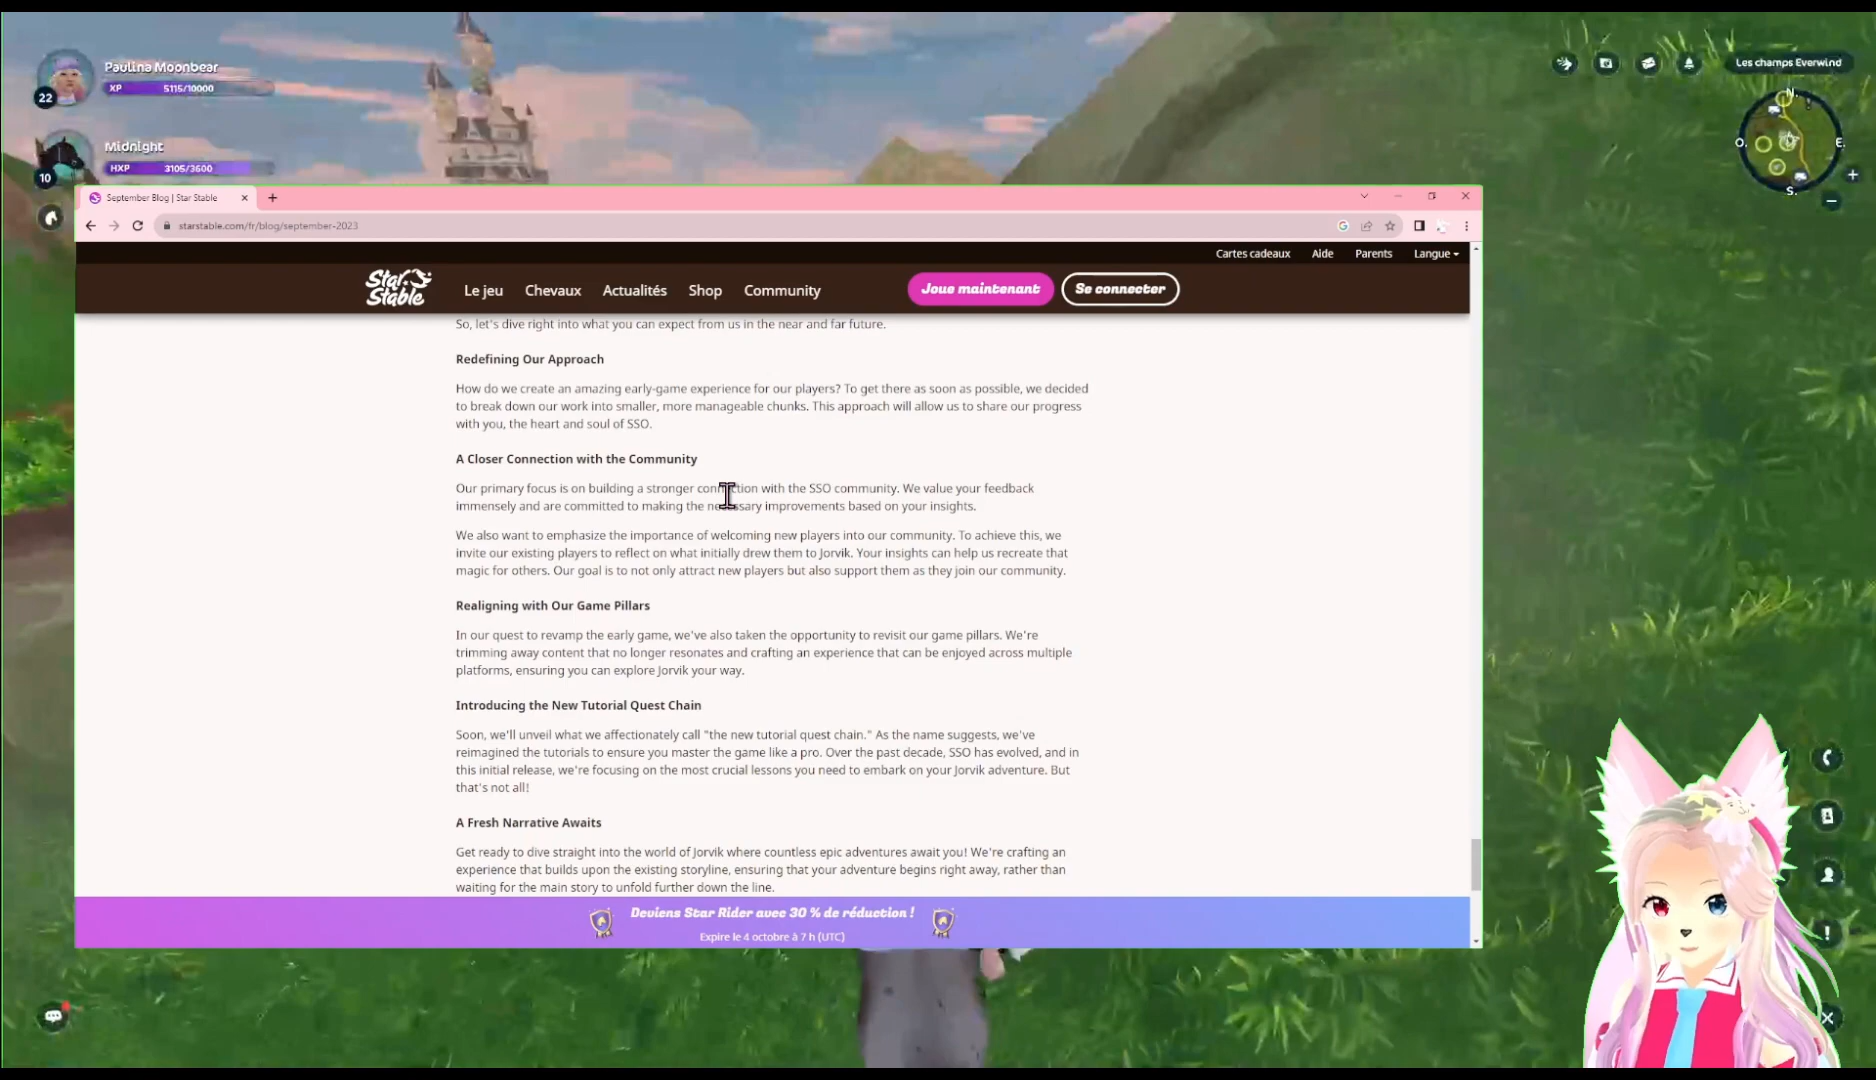 Paulina Moonbear
XP 5115/10000
22
Midnight
HXP 3105/3600
10
Les champs Everwind
N.
O.
E.
S.
September Blog | Star Stable
starstable.com/fr/blog/september-2023
Cartes cadeaux Aide Parents Langue
Star Stable
Le jeu Chevaux Actualités Shop Community Joue maintenant Se connecter
So, let's dive right into what you can expect from us in the near and far future.
Redefining Our Approach
How do we create an amazing early-game experience for our players? To get there as soon as possible, we decided
to break down our work into smaller, more manageable chunks. This approach will allow us to share our progress
with you, the heart and soul of SSO.
A Closer Connection with the Community
Our primary focus is on building a stronger connection with the SSO community. We value your feedback
immensely and are committed to making the necessary improvements based on your insights.
We also want to emphasize the importance of welcoming new players into our community. To achieve this, we
invite our existing players to reflect on what initially drew them to Jorvik. Your insights can help us recreate that
magic for others. Our goal is to not only attract new players but also support them as they join our community.
Realigning with Our Game Pillars
In our quest to revamp the early game, we've also taken the opportunity to revisit our game pillars. We're
trimming away content that no longer resonates and crafting an experience that can be enjoyed across multiple
platforms, ensuring you can explore Jorvik your way.
Introducing the New Tutorial Quest Chain
Soon, we'll unveil what we affectionately call "the new tutorial quest chain." As the name suggests, we've
reimagined the tutorials to ensure you master the game like a pro. Over the past decade, SSO has evolved, and in
this initial release, we're focusing on the most crucial lessons you need to embark on your Jorvik adventure. But
that's not all!
A Fresh Narrative Awaits
Get ready to dive straight into the world of Jorvik where countless epic adventures await you! We're crafting an
experience that builds upon the existing storyline, ensuring that your adventure begins right away, rather than
waiting for the main story to unfold further down the line.
Deviens Star Rider avec 30 % de réduction !
Expire le 4 octobre à 7 h (UTC)